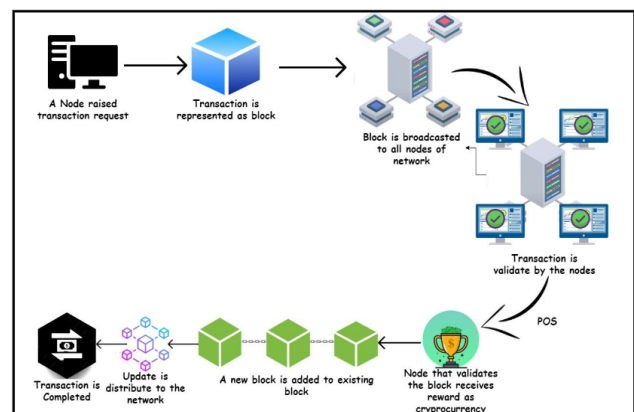 A Node raised
transaction request
Transaction is
represented as block
Block is broadcasted
to all nodes of
network
Transaction is
validate by the nodes
POS
Node that validates
the block receives
reward as
cryprocurrency
A new block is added to existing
block
Update is
distribute to the
network
Transaction is
Completed